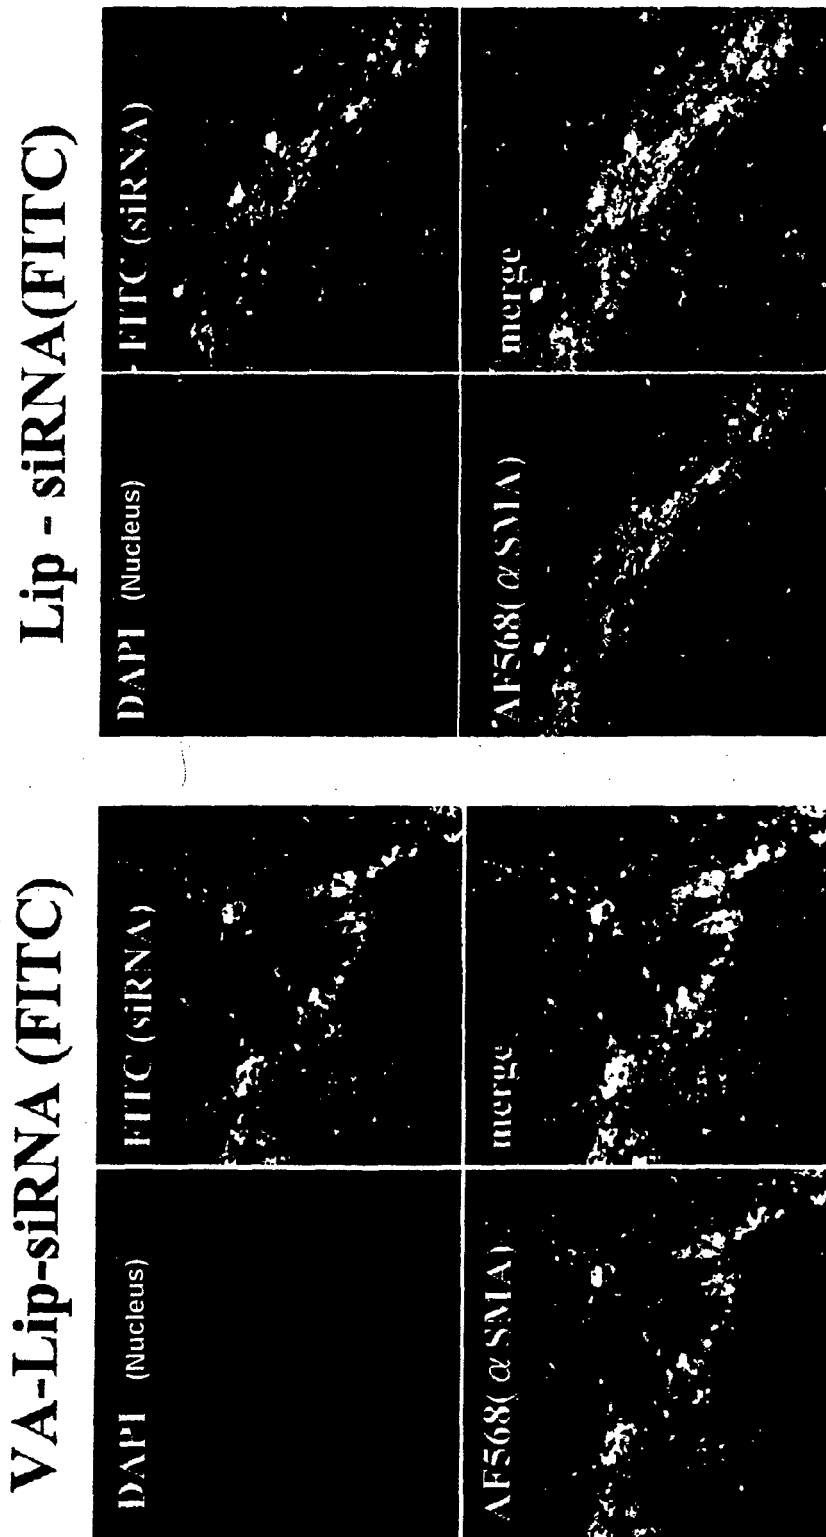 VA-Lip-siRNA (FITC)
DAPI (Nucleus)
FITC (siRNA)
AF568( α SMA)
merge
Lip - siRNA(FITC)
DAPI (Nucleus)
FITC (siRNA)
AF568( α SMA)
merge